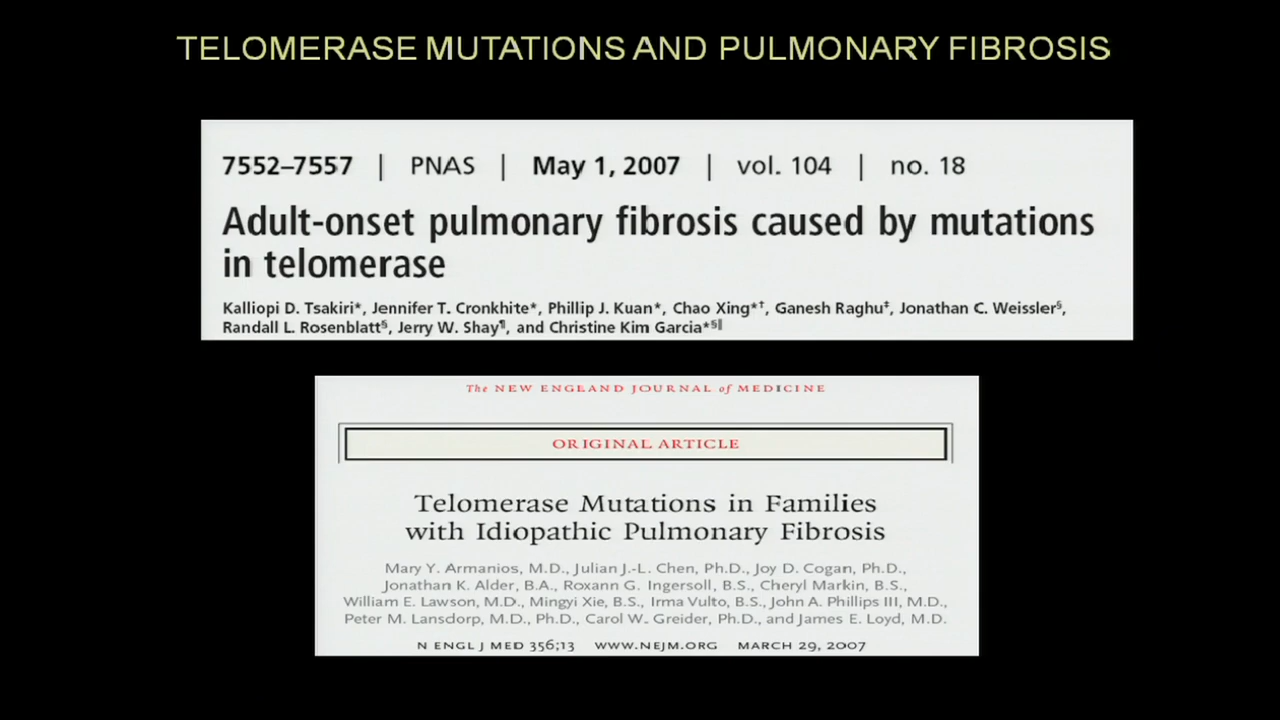 TELOMERASE MUTATIONS AND PULMONARY FIBROSIS
7552–7557 | PNAS | May 1, 2007 | vol. 104 | no. 18
Adult-onset pulmonary fibrosis caused by mutations
in telomerase
Kalliopi D. Tsakiri*, Jennifer T. Cronkhite*, Phillip J. Kuan*, Chao Xing*†, Ganesh Raghu‡, Jonathan C. Weissler§,
Randall L. Rosenblatt§, Jerry W. Shay¶, and Christine Kim Garcia*§‖
The NEW ENGLAND JOURNAL of MEDICINE
ORIGINAL ARTICLE
Telomerase Mutations in Families
with Idiopathic Pulmonary Fibrosis
Mary Y. Armanios, M.D., Julian J.-L. Chen, Ph.D., Joy D. Cogan, Ph.D.,
Jonathan K. Alder, B.A., Roxann G. Ingersoll, B.S., Cheryl Markin, B.S.,
William E. Lawson, M.D., Mingyi Xie, B.S., Irma Vulto, B.S., John A. Phillips III, M.D.,
Peter M. Lansdorp, M.D., Ph.D., Carol W. Greider, Ph.D., and James E. Loyd, M.D.
N ENGL J MED 356;13 WWW.NEJM.ORG MARCH 29, 2007